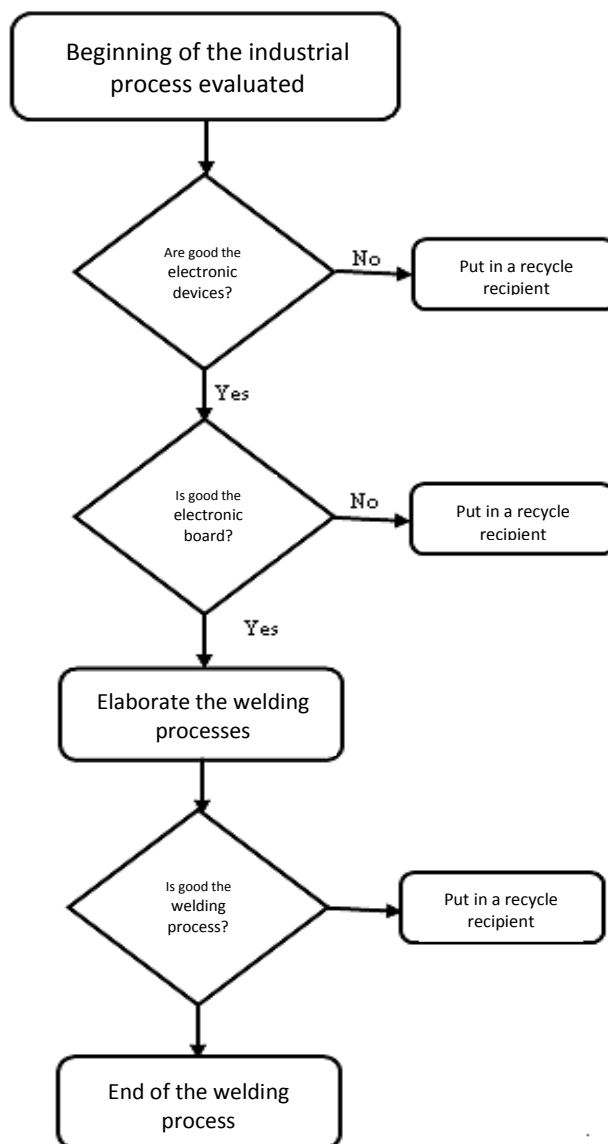 Beginning of the industrial
process evaluated
Are good the
electronic
devices?
No
Put in a recycle
recipient
Yes
Is good the
electronic
board?
No
Put in a recycle
recipient
Yes
Elaborate the welding
processes
Is good the
welding
process?
Put in a recycle
recipient
End of the welding
process